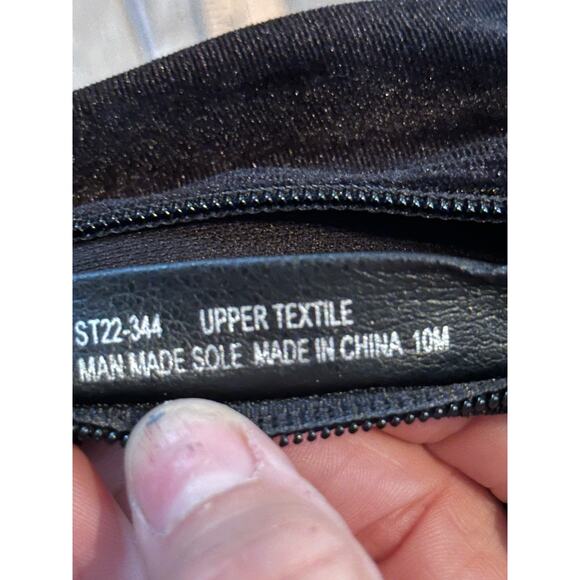 ST22-344 UPPER TEXTILE
MAN MADE SOLE MADE IN CHINA 10M